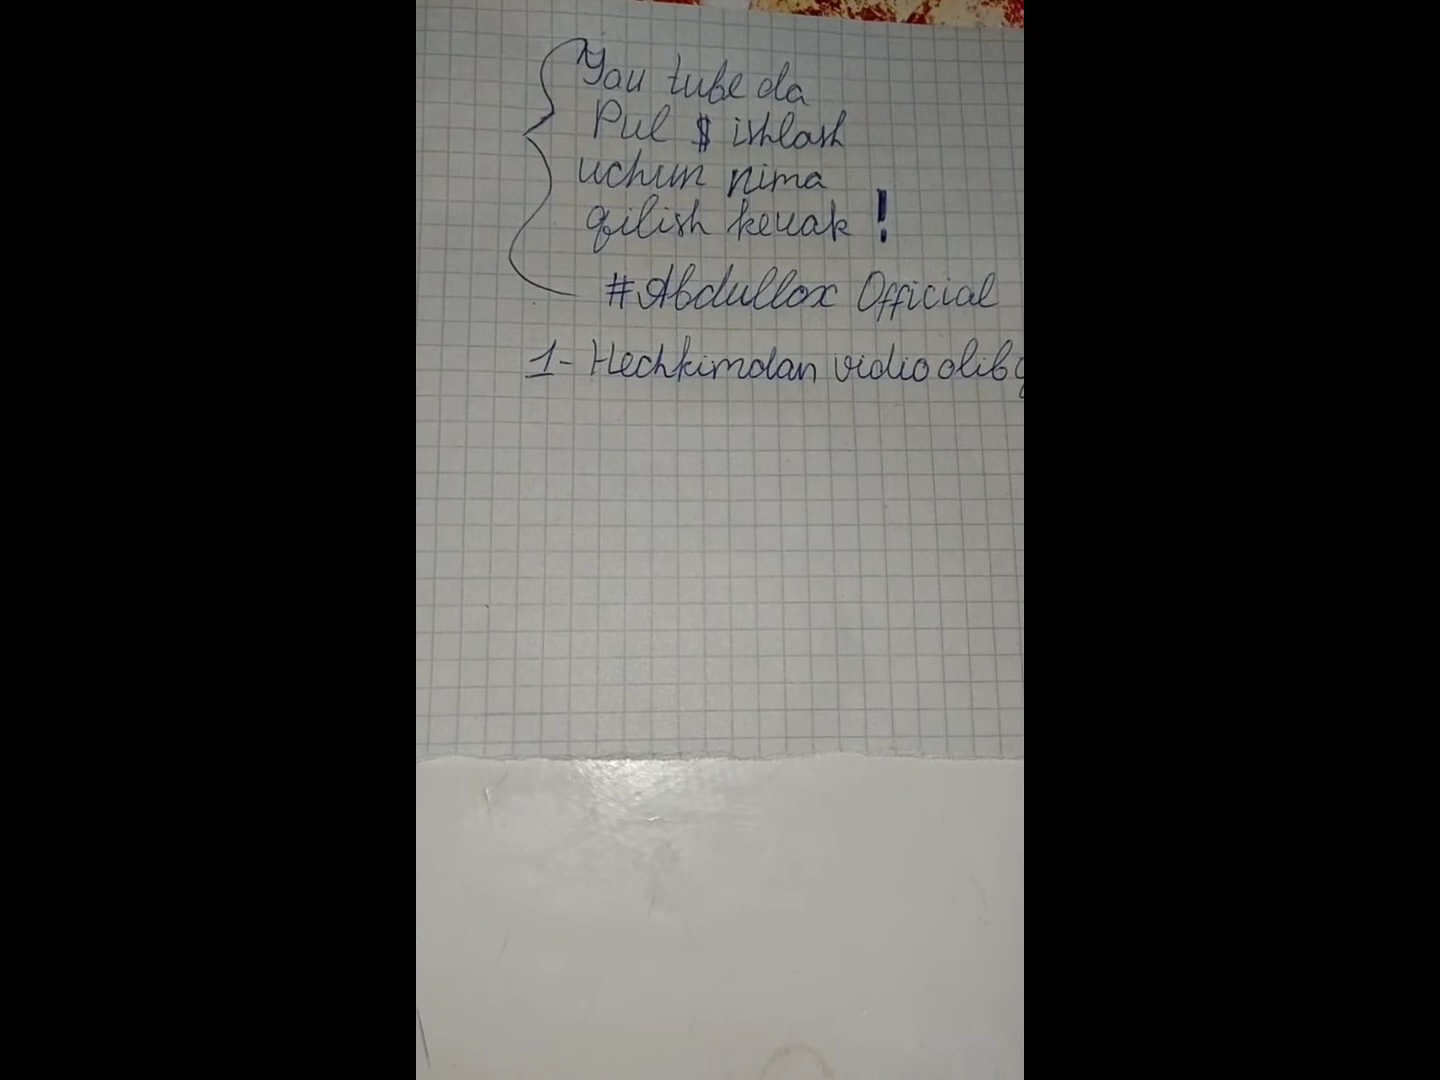 You tube da
Pul $ ishlash
uchun nima
qilish kerak !
#Abdullox Official
1- Hechkimdan vidio olib